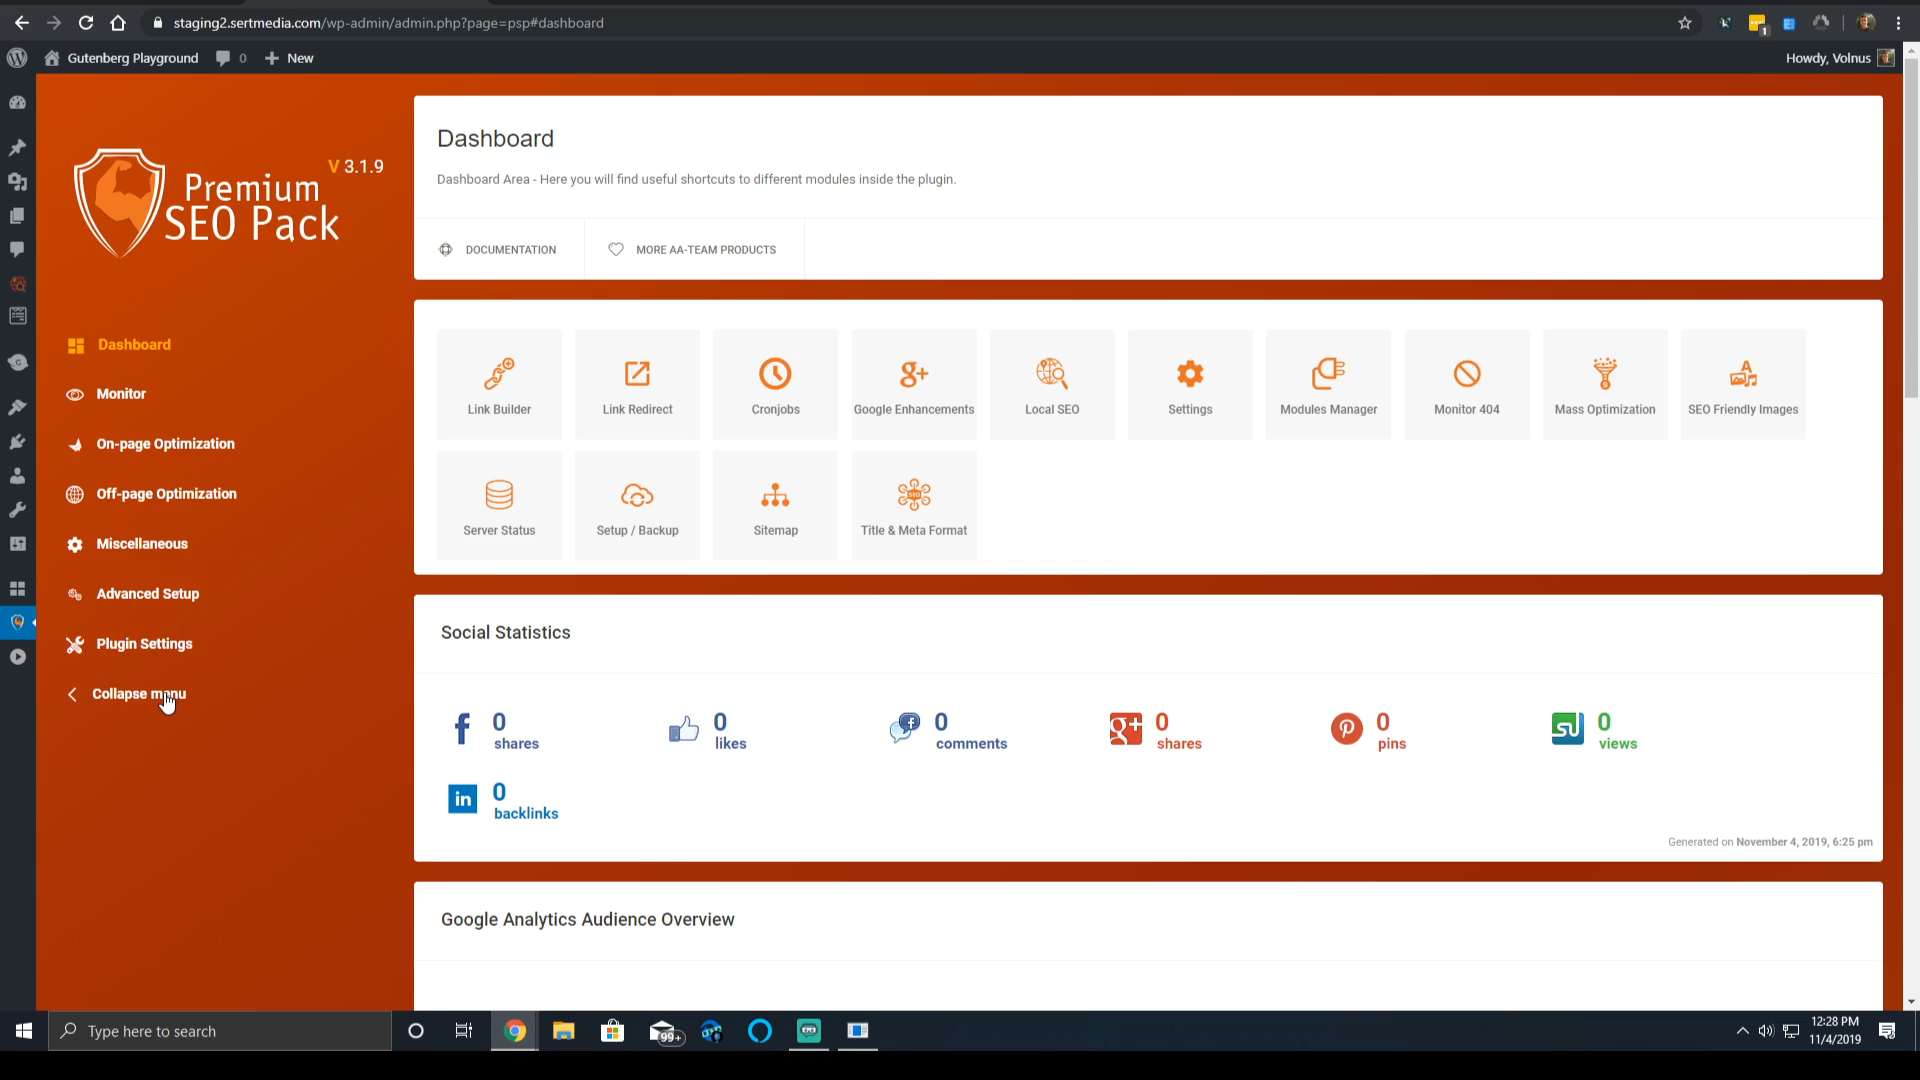 staging2.sertmedia.com/wp-admin/admin.php?page=psp#dashboard
1
Gutenberg Playground
0
New
Howdy, Volnus
V 3.1.9
Premium
SEO Pack
Dashboard
Monitor
On-page Optimization
Off-page Optimization
Miscellaneous
Advanced Setup
Plugin Settings
Collapse menu
Dashboard
Dashboard Area - Here you will find useful shortcuts to different modules inside the plugin.
DOCUMENTATION
MORE AA-TEAM PRODUCTS
Link Builder
Link Redirect
Cronjobs
g+
Google Enhancements
Local SEO
Settings
Modules Manager
Monitor 404
Mass Optimization
SEO Friendly Images
Server Status
Setup / Backup
Sitemap
SEO
Title & Meta Format
Social Statistics
0
shares
0
likes
0
comments
g+
0
shares
0
pins
0
views
in
0
backlinks
Generated on November 4, 2019, 6:25 pm
Google Analytics Audience Overview
Type here to search
99+
12:28 PM
11/4/2019